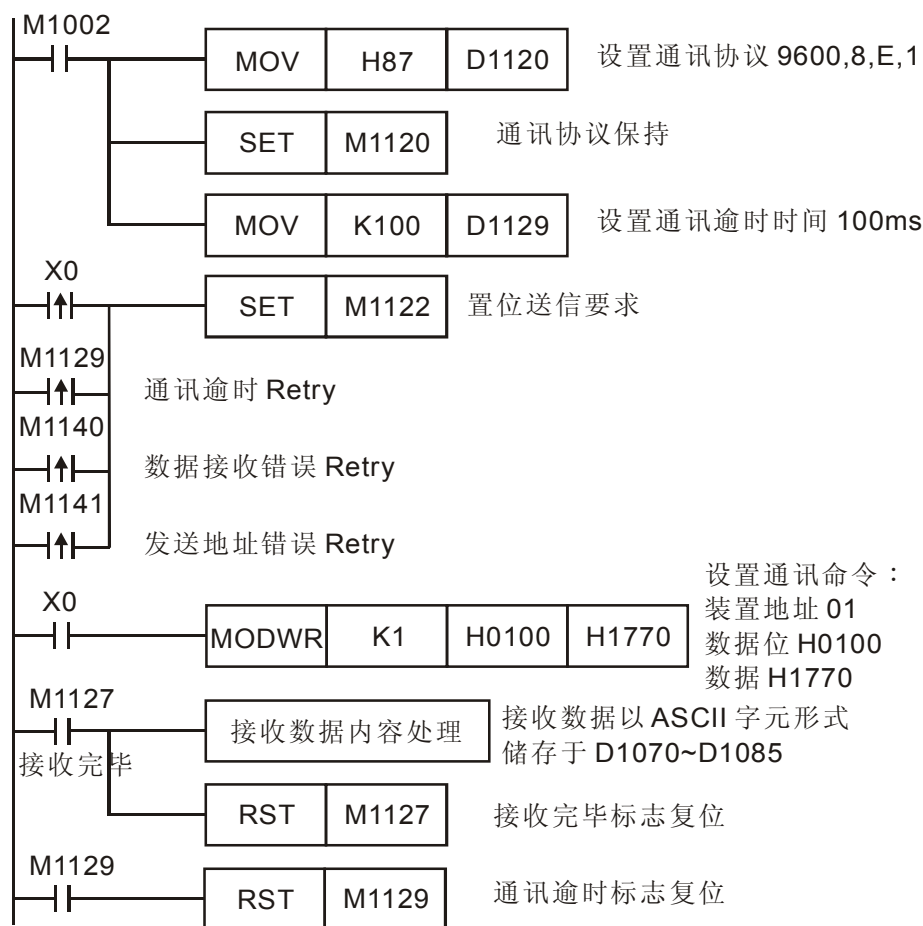 M1002
MOV H87 D1120 设置通讯协议 9600,8,E,1
SET M1120 通讯协议保持
MOV K100 D1129 设置通讯逾时时间 100ms
X0
SET M1122 置位送信要求
M1129
通讯逾时 Retry
M1140
数据接收错误 Retry
M1141
发送地址错误 Retry
X0
MODWR K1 H0100 H1770
设置通讯命令：
装置地址 01
数据位 H0100
数据 H1770
M1127
接收完毕
接收数据内容处理
接收数据以 ASCII 字元形式
储存于 D1070~D1085
RST M1127 接收完毕标志复位
M1129
RST M1129 通讯逾时标志复位